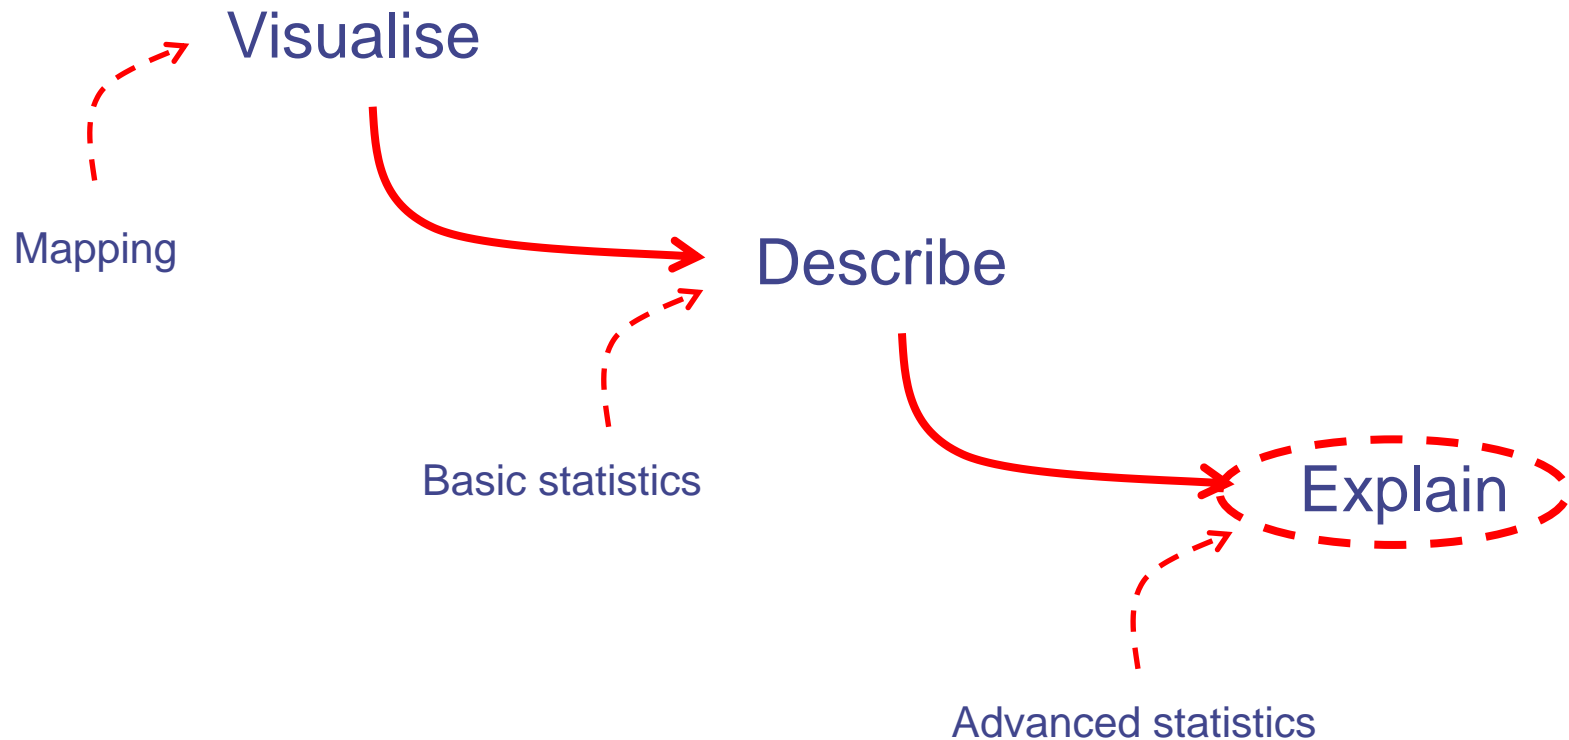 Visualise
Mapping
Describe
Basic statistics
Explain
Advanced statistics